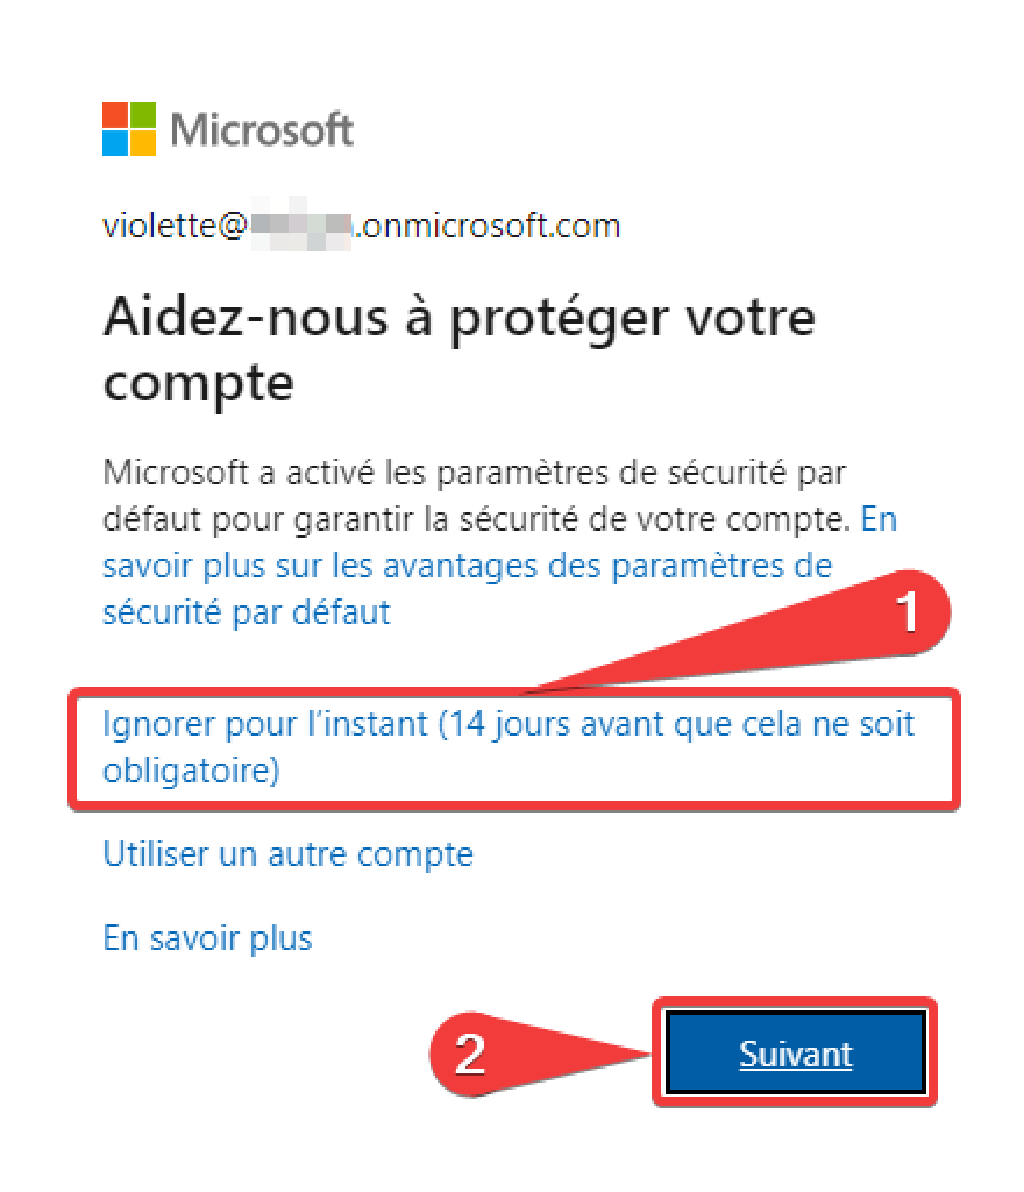 Microsoft
violette@ .onmicrosoft.com
Aidez-nous à protéger votre
compte
Microsoft a activé les paramètres de sécurité par
défaut pour garantir la sécurité de votre compte. En
savoir plus sur les avantages des paramètres de
sécurité par défaut
1
Ignorer pour l'instant (14 jours avant que cela ne soit
obligatoire)
Utiliser un autre compte
En savoir plus
2
Suivant